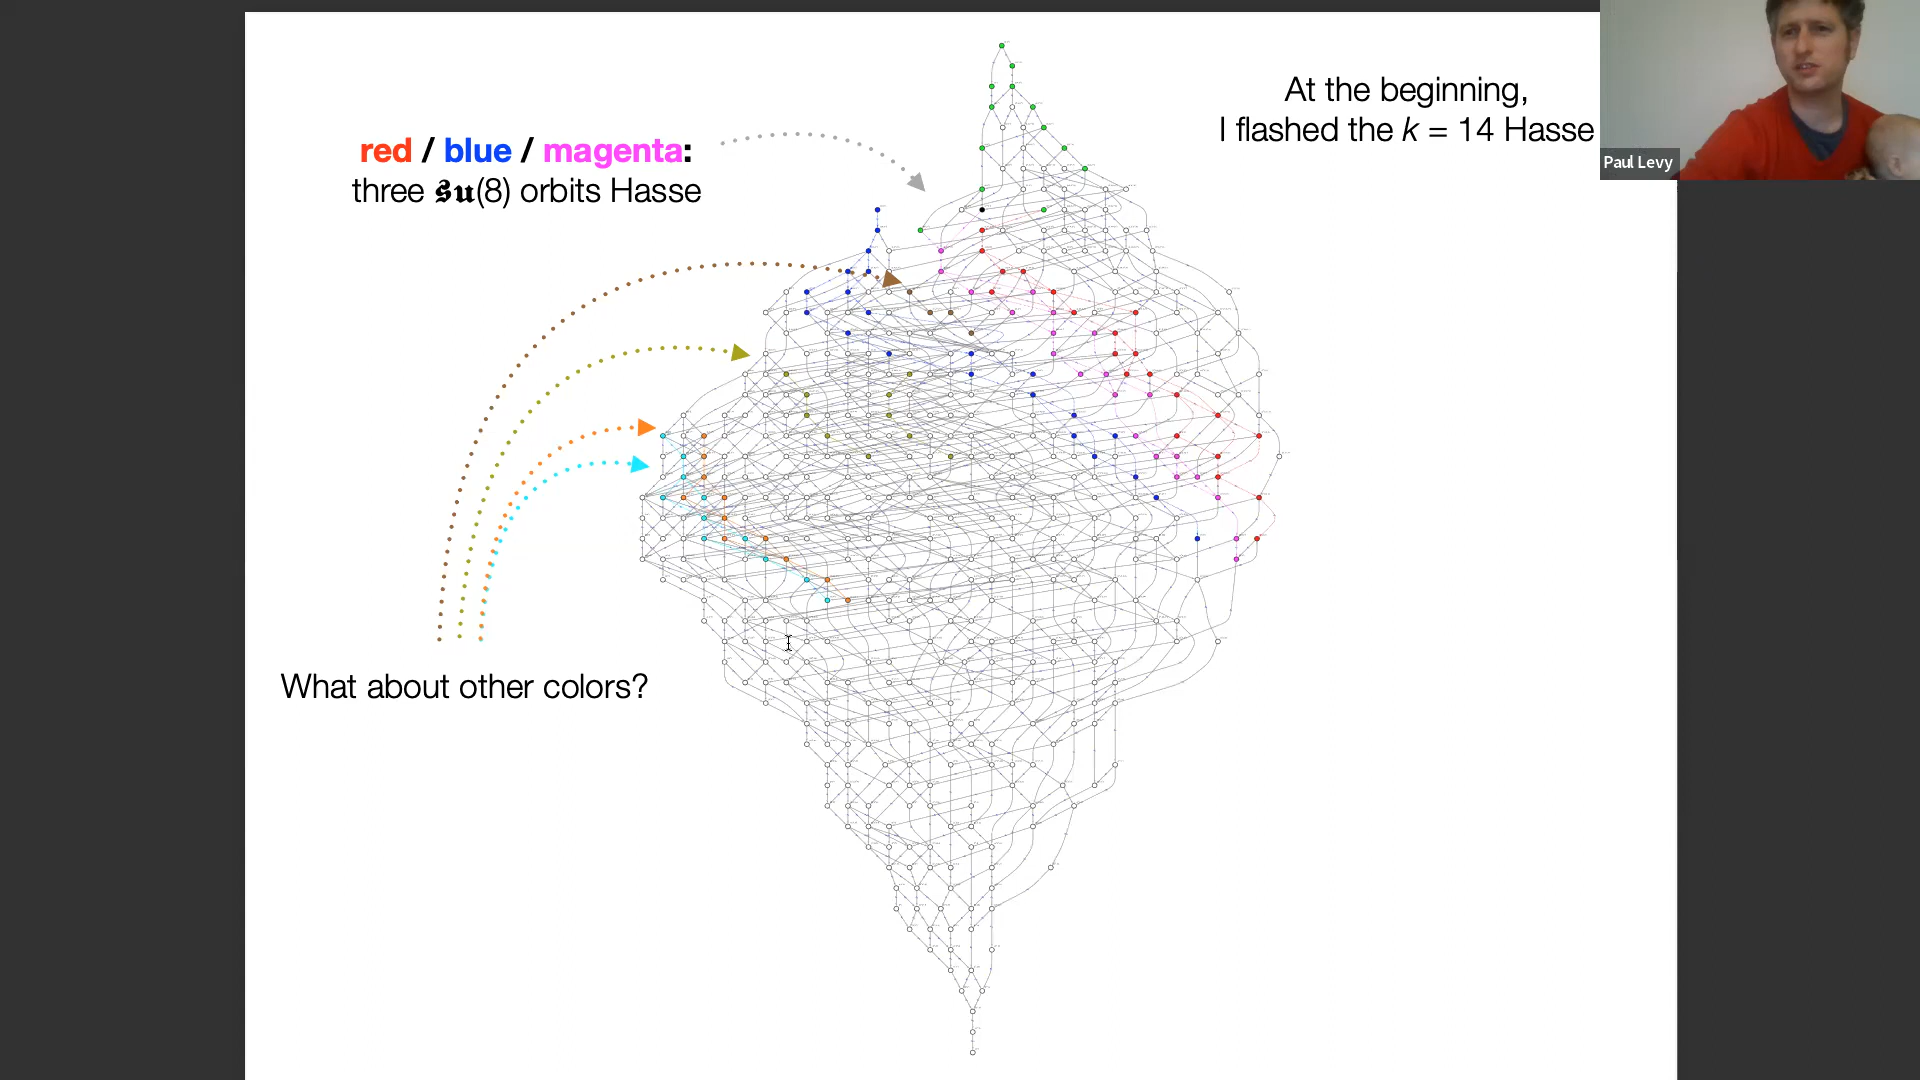 At the beginning,
I flashed the k = 14 Hasse
red / blue / magenta:
three 𝔰𝔲(8) orbits Hasse
What about other colors?
Paul Levy